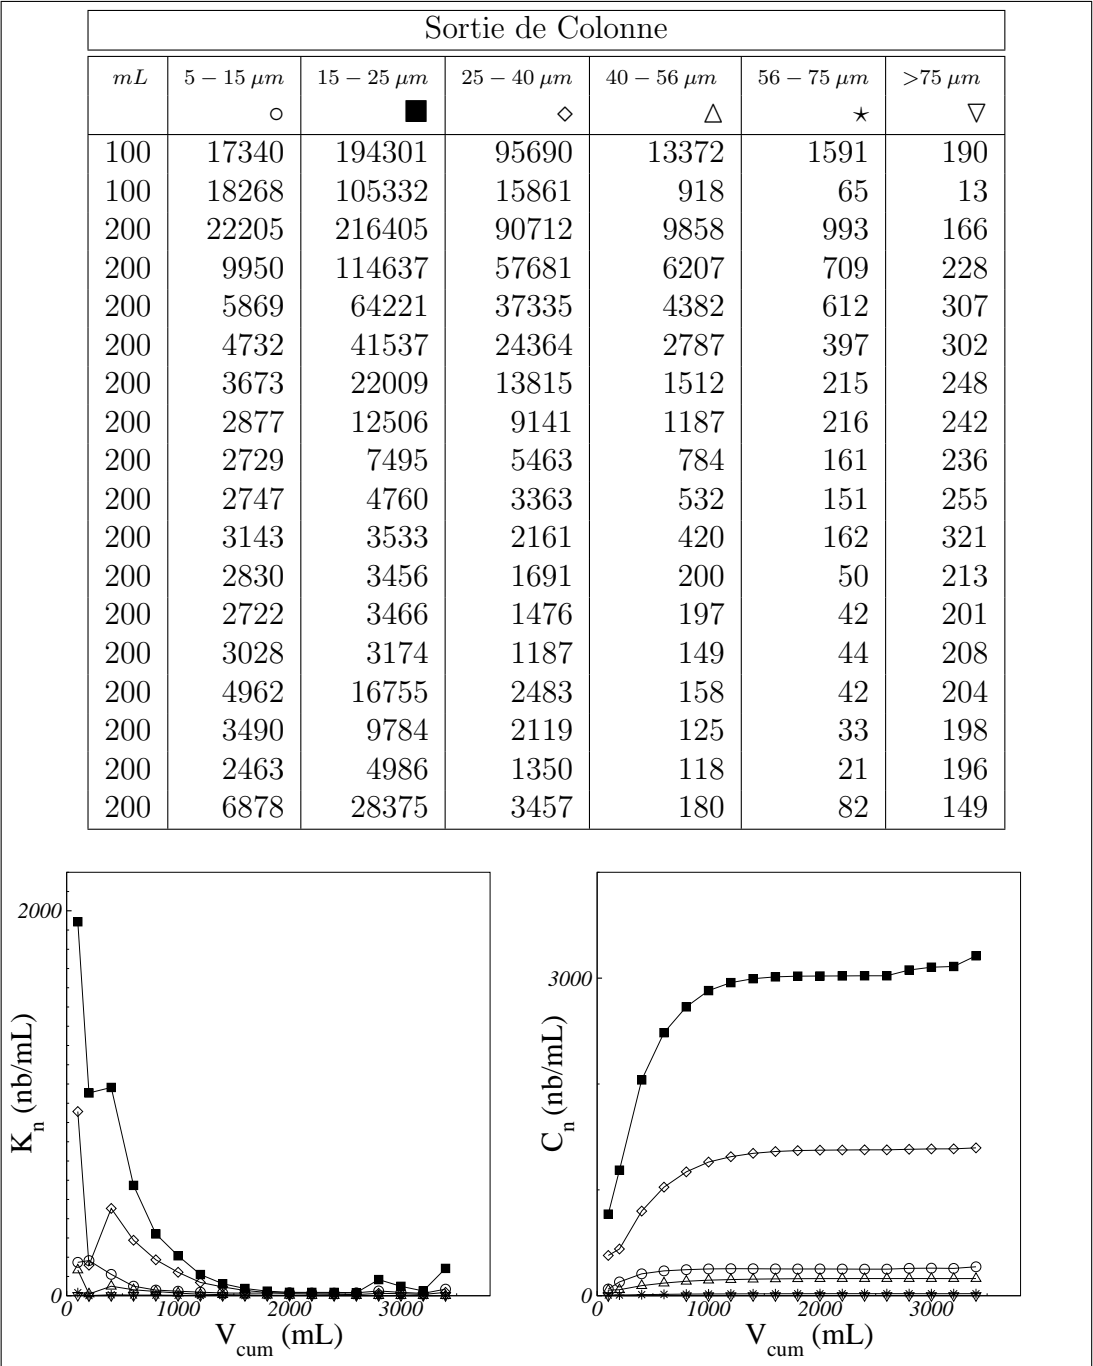 Sortie de Colonne
mL 5 – 15 μm 15 – 25 μm 25 – 40 μm 40 – 56 μm 56 – 75 μm >75 μm
○ ■ ◇ △ ⋆ ▽
100 17340 194301 95690 13372 1591 190
100 18268 105332 15861 918 65 13
200 22205 216405 90712 9858 993 166
200 9950 114637 57681 6207 709 228
200 5869 64221 37335 4382 612 307
200 4732 41537 24364 2787 397 302
200 3673 22009 13815 1512 215 248
200 2877 12506 9141 1187 216 242
200 2729 7495 5463 784 161 236
200 2747 4760 3363 532 151 255
200 3143 3533 2161 420 162 321
200 2830 3456 1691 200 50 213
200 2722 3466 1476 197 42 201
200 3028 3174 1187 149 44 208
200 4962 16755 2483 158 42 204
200 3490 9784 2119 125 33 198
200 2463 4986 1350 118 21 196
200 6878 28375 3457 180 82 149
2000
0
K_n (nb/mL)
0 1000 2000 3000
V_cum (mL)
3000
0
C_n (nb/mL)
0 1000 2000 3000
V_cum (mL)